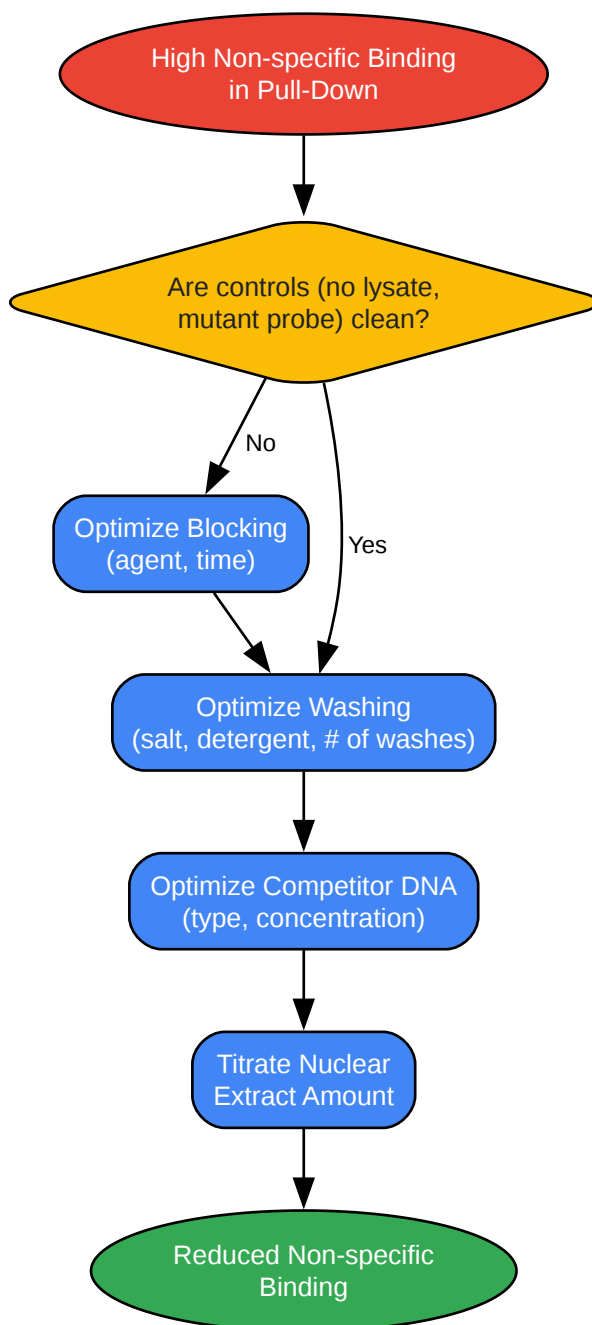 High Non-specific Binding
in Pull-Down
Are controls (no lysate,
mutant probe) clean?
No
Optimize Blocking
(agent, time)
Yes
Optimize Washing
(salt, detergent, # of washes)
Optimize Competitor DNA
(type, concentration)
Titrate Nuclear
Extract Amount
Reduced Non-specific
Binding